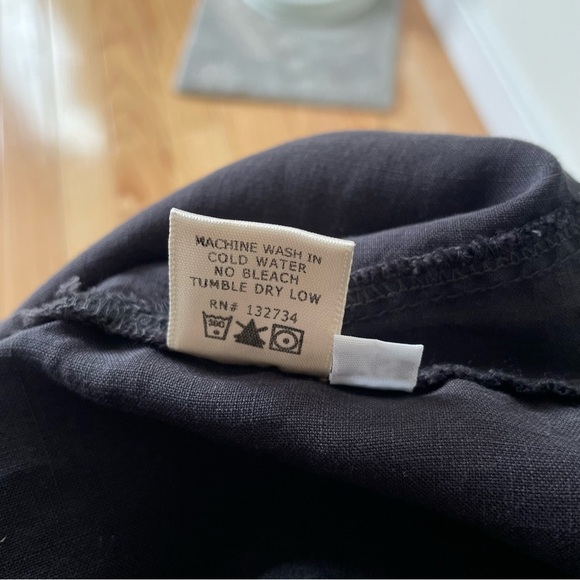 MACHINE WASH IN
COLD WATER
NO BLEACH
TUMBLE DRY LOW
RN# 132734